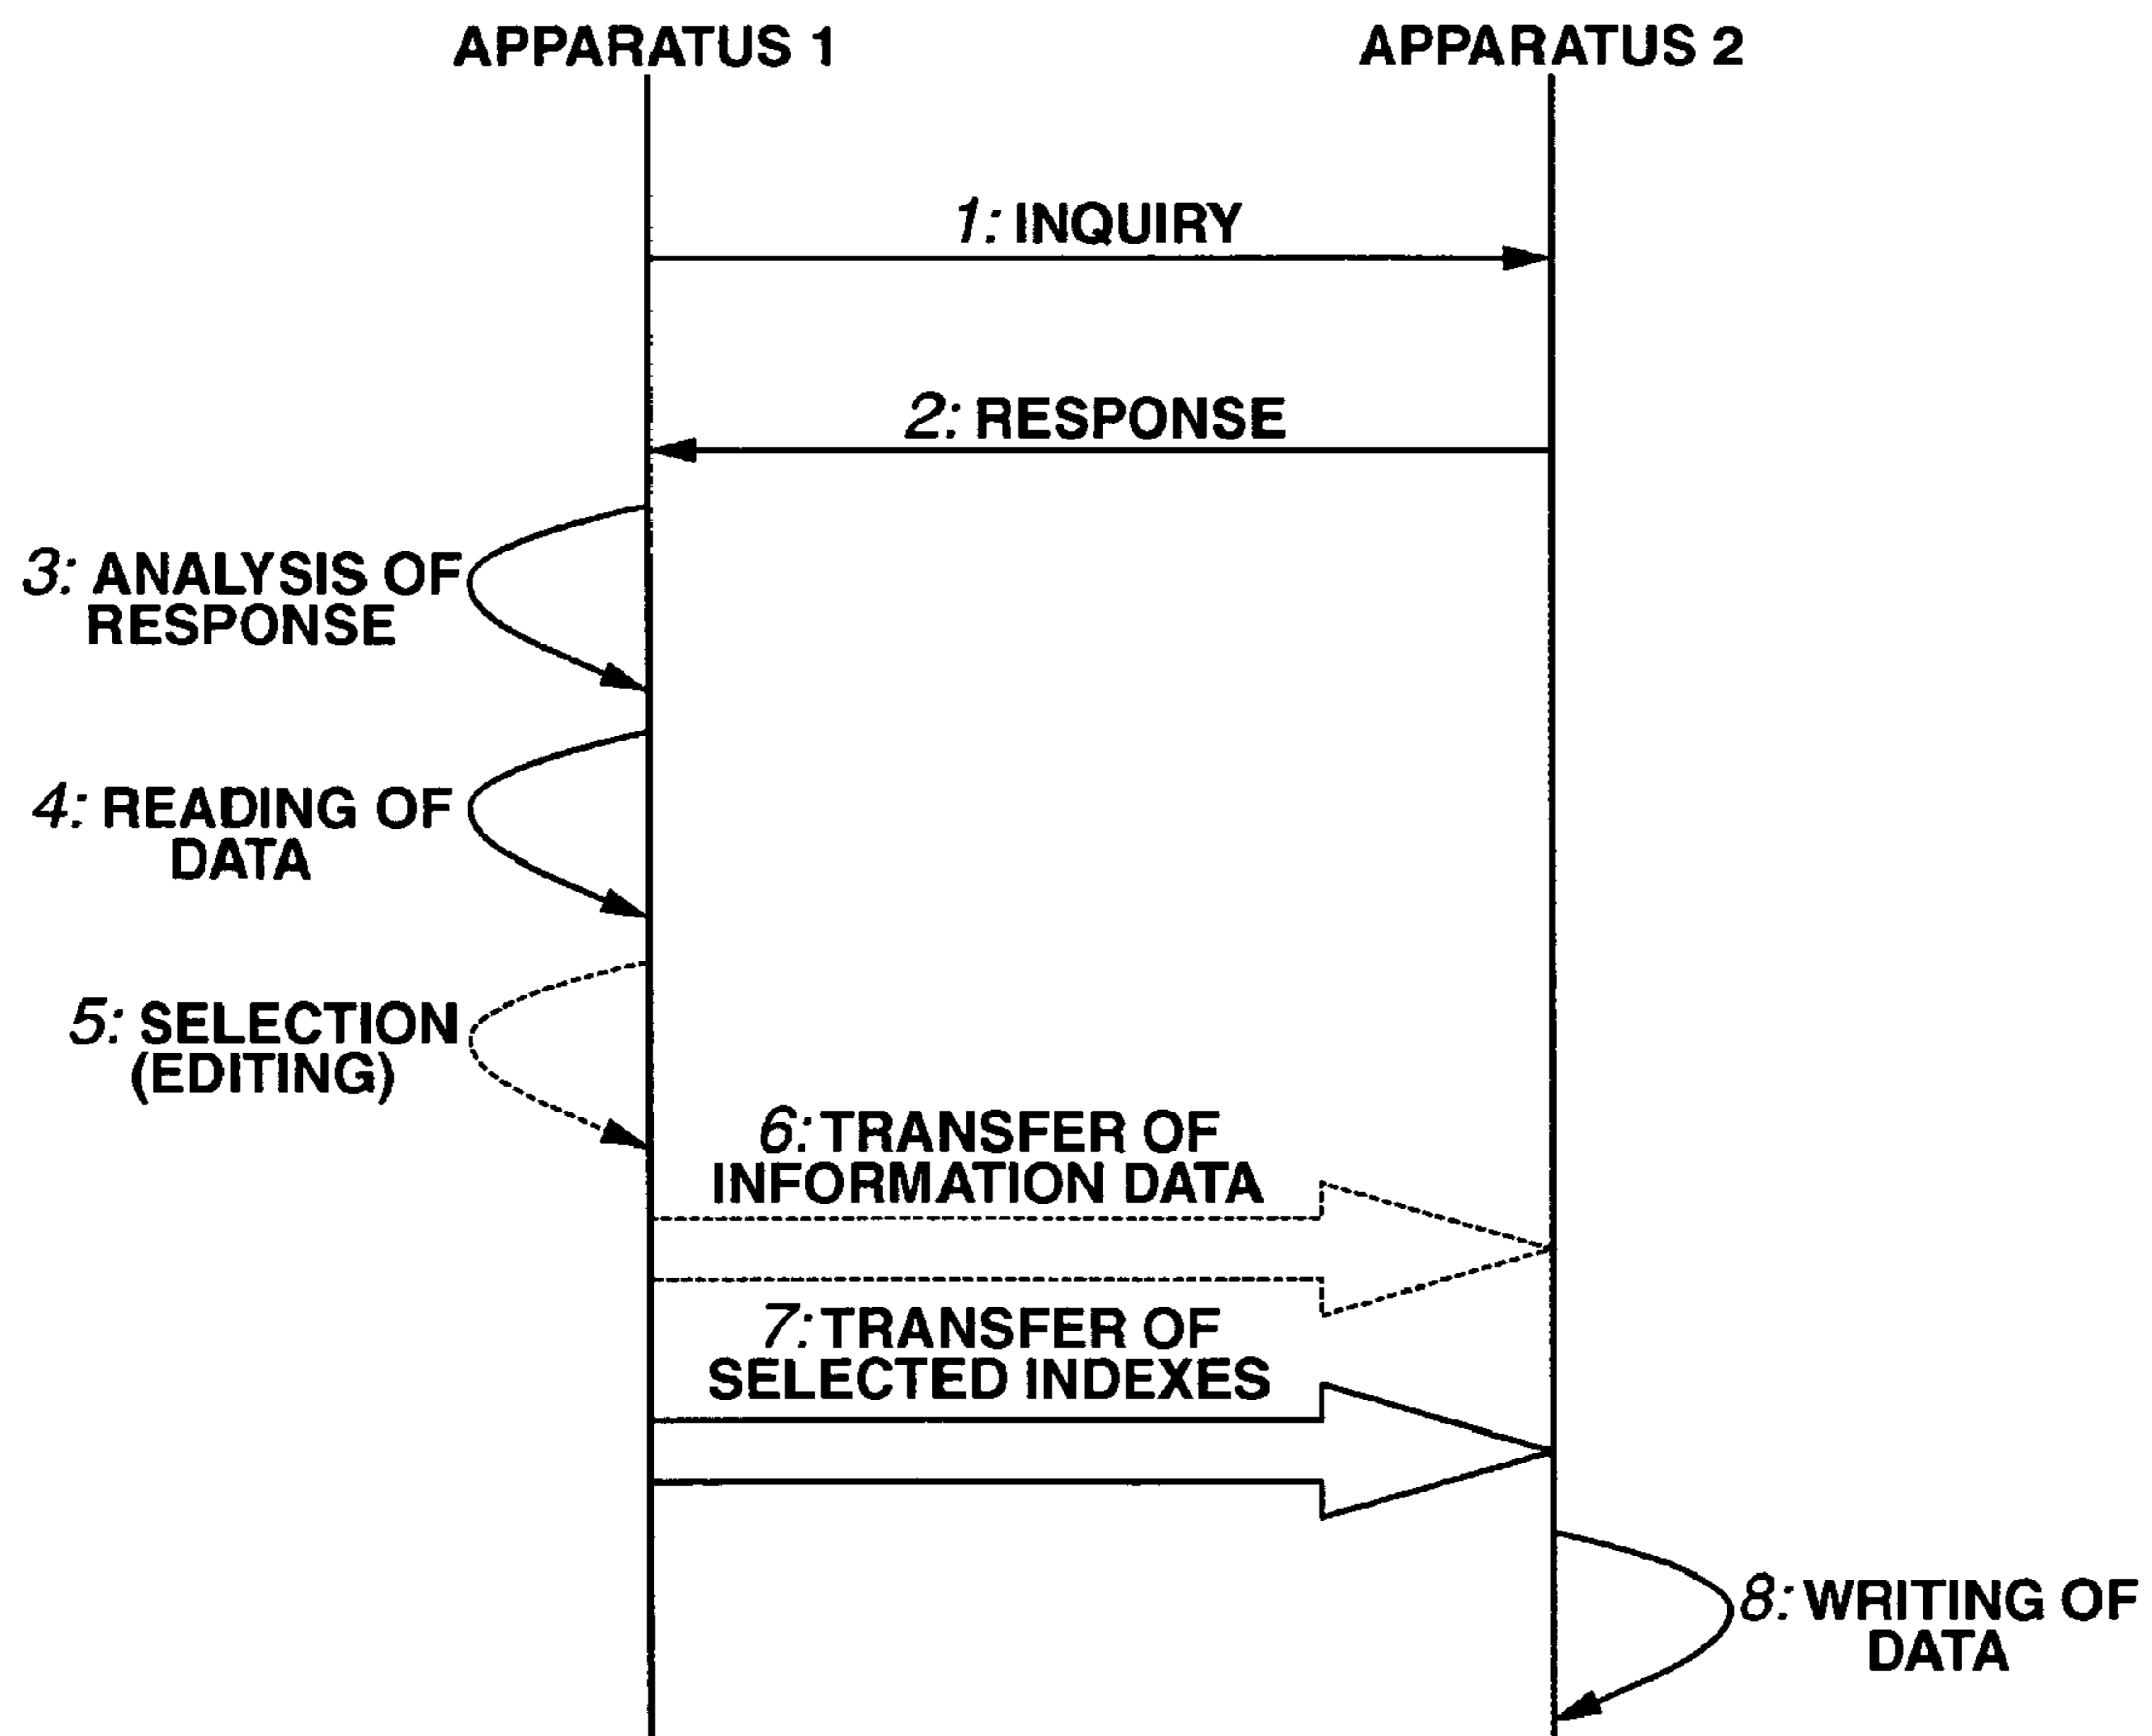 APPARATUS 1
APPARATUS 2
1: INQUIRY
2: RESPONSE
3: ANALYSIS OF
RESPONSE
4: READING OF
DATA
5: SELECTION
(EDITING)
6: TRANSFER OF
INFORMATION DATA
7: TRANSFER OF
SELECTED INDEXES
8: WRITING OF
DATA